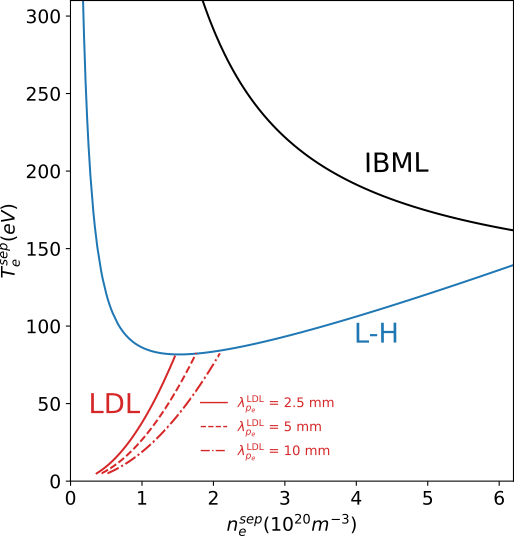 300
250
200
150
100
50
0
T_e^{sep}(eV)
IBML
L-H
LDL
λ_{p_e}^{LDL} = 2.5 mm
λ_{p_e}^{LDL} = 5 mm
λ_{p_e}^{LDL} = 10 mm
0 1 2 3 4 5 6
n_e^{sep}(10^{20}m^{-3})